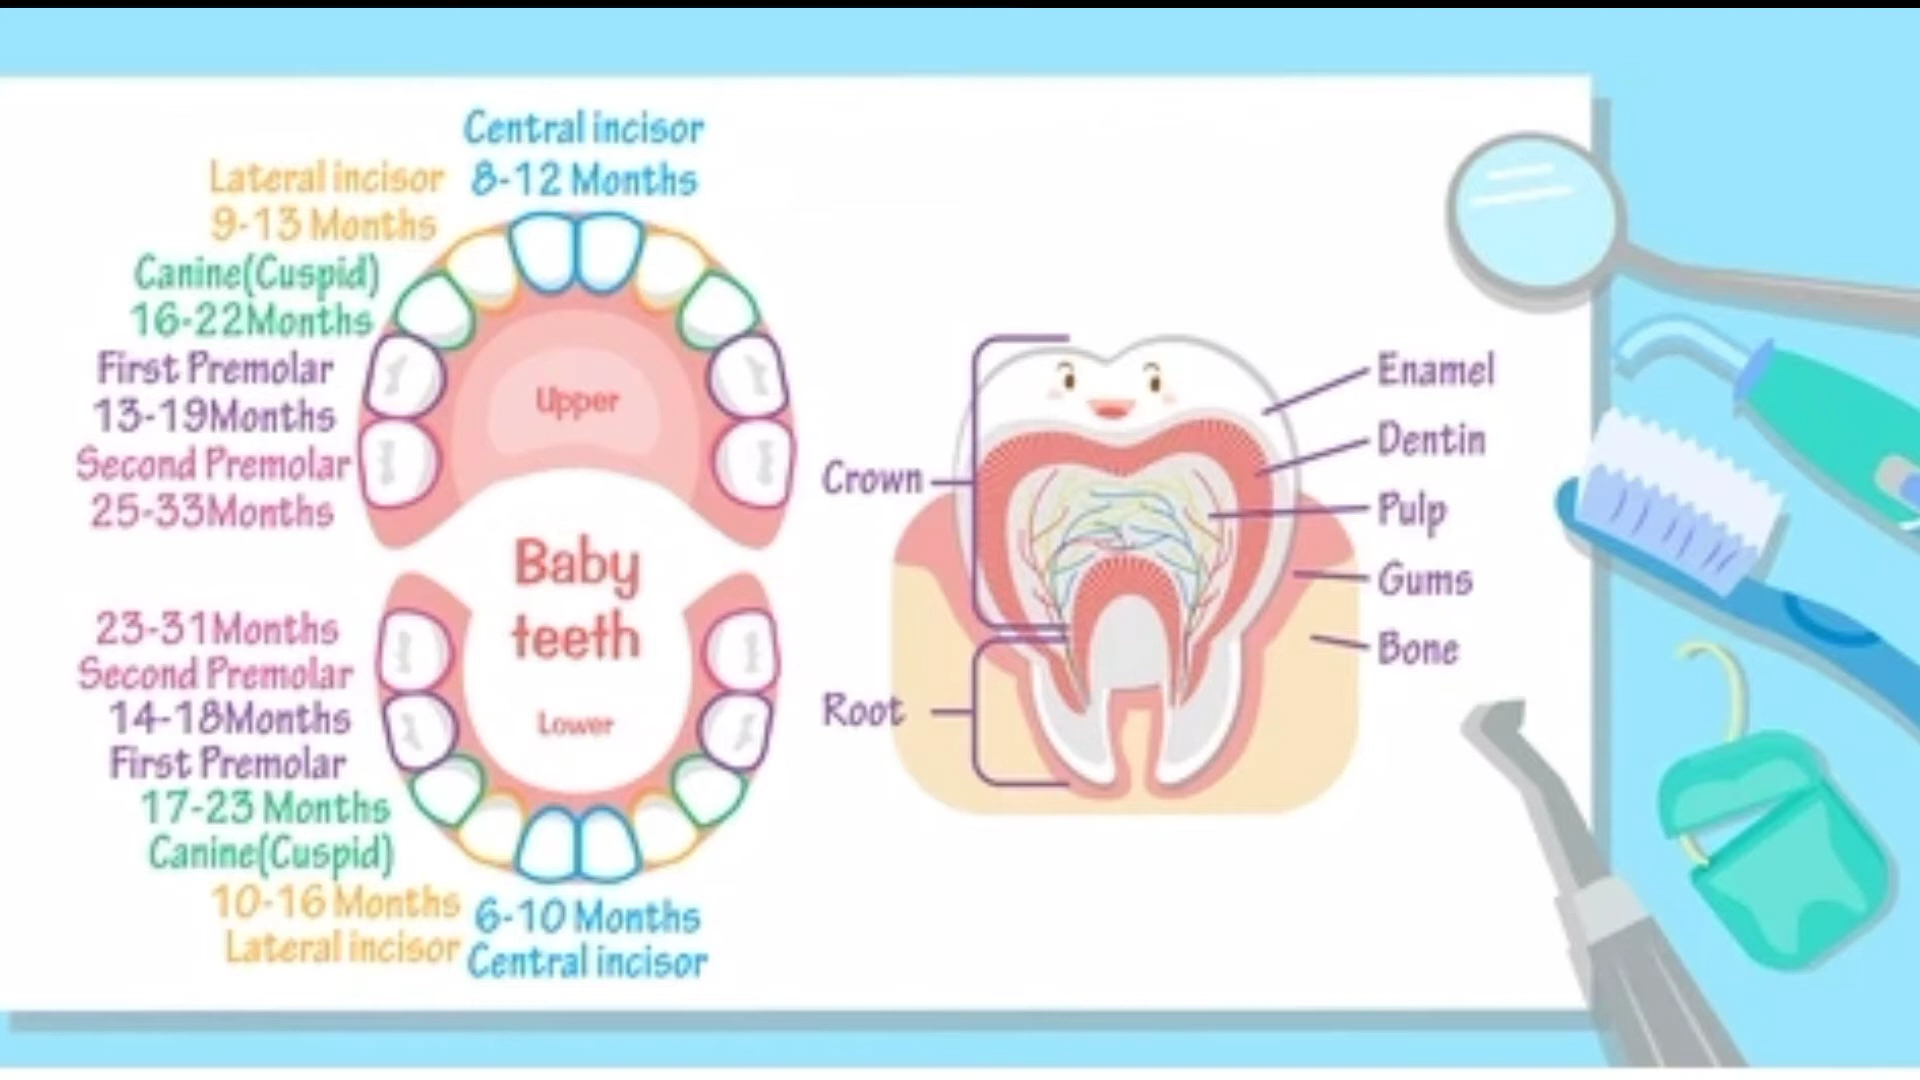 Central incisor
8-12 Months
Lateral incisor
9-13 Months
Canine(Cuspid)
16-22Months
First Premolar
13-19Months
Second Premolar
25-33Months
Upper
Baby
teeth
Lower
23-31Months
Second Premolar
14-18Months
First Premolar
17-23 Months
Canine(Cuspid)
10-16 Months
Lateral incisor
6-10 Months
Central incisor
Crown
Root
Enamel
Dentin
Pulp
Gums
Bone